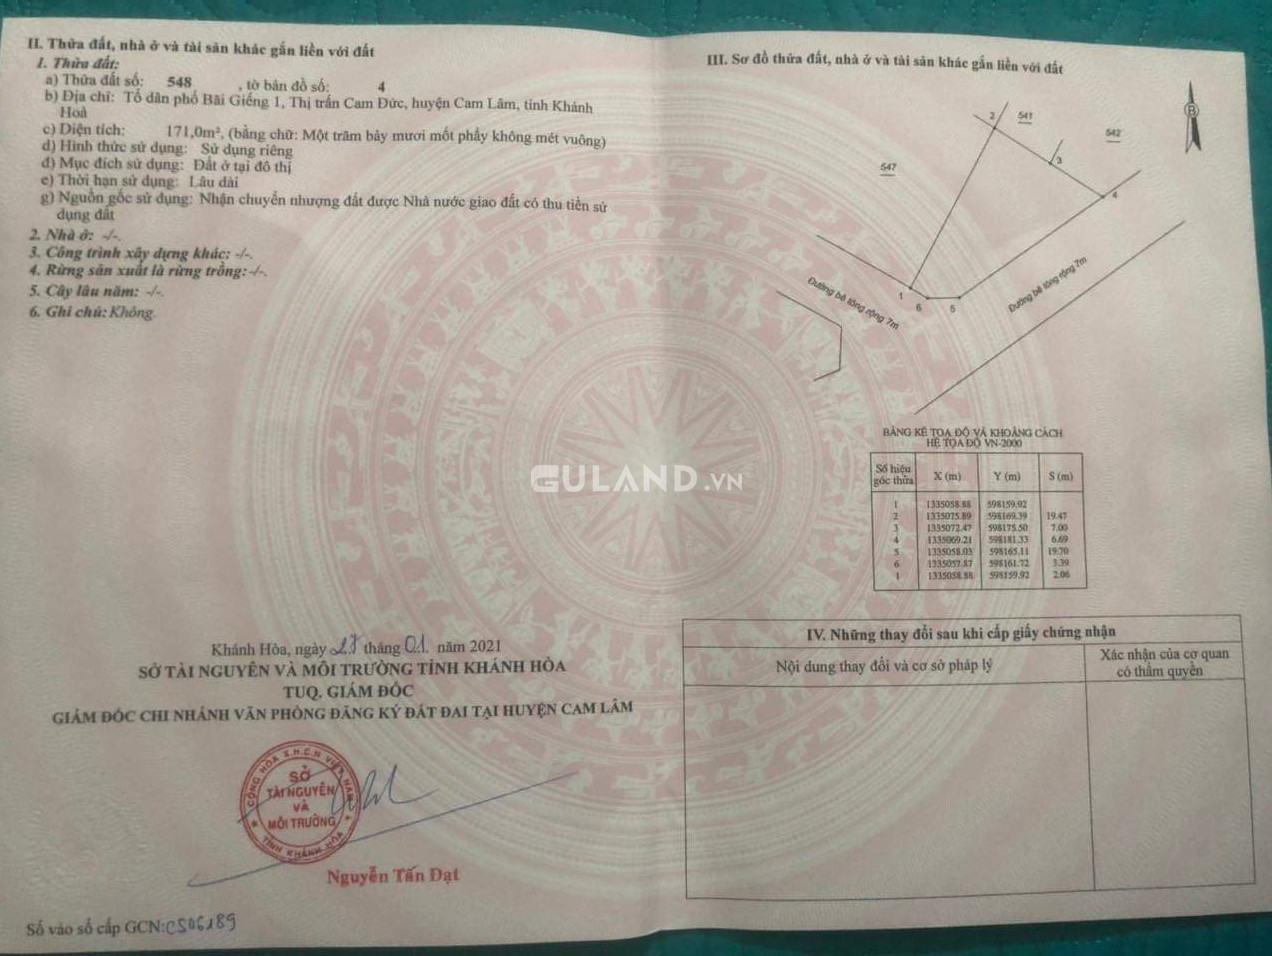 II. Thửa đất, nhà ở và tài sản khác gắn liền với đất
1. Thửa đất:
a) Thửa đất số: 548 , tờ bản đồ số: 4
b) Địa chỉ: Tổ dân phố Bãi Giếng 1, Thị trấn Cam Đức, huyện Cam Lâm, tỉnh Khánh
Hoà
c) Diện tích: 171,0m², (bằng chữ: Một trăm bảy mươi mốt phẩy không mét vuông)
d) Hình thức sử dụng: Sử dụng riêng
đ) Mục đích sử dụng: Đất ở tại đô thị
e) Thời hạn sử dụng: Lâu dài
g) Nguồn gốc sử dụng: Nhận chuyển nhượng đất được Nhà nước giao đất có thu tiền sử
dụng đất
2. Nhà ở: -/-.
3. Công trình xây dựng khác: -/-.
4. Rừng sản xuất là rừng trồng: -/-.
5. Cây lâu năm: -/-.
6. Ghi chú: Không.
Khánh Hòa, ngày 27 tháng 01 năm 2021
SỞ TÀI NGUYÊN VÀ MÔI TRƯỜNG TỈNH KHÁNH HÒA
TUQ. GIÁM ĐỐC
GIÁM ĐỐC CHI NHÁNH VĂN PHÒNG ĐĂNG KÝ ĐẤT ĐAI TẠI HUYỆN CAM LÂM
CỘNG HÒA X.H.C.N VIỆT NAM
SỞ
TÀI NGUYÊN
VÀ
MÔI TRƯỜNG
TỈNH KHÁNH HÒA
Nguyễn Tấn Đạt
Số vào sổ cấp GCN: CS06189
III. Sơ đồ thửa đất, nhà ở và tài sản khác gắn liền với đất
B
2 541
542
3
547
4
1
6
5
Đường bê tông rộng 7m
Đường bê tông rộng 7m
BẢNG KÊ TỌA ĐỘ VÀ KHOẢNG CÁCH
HỆ TỌA ĐỘ VN-2000
Số hiệu
góc thửa X (m) Y (m) S (m)
1 1335058.88 598159.92
2 1335075.89 598169.39 19.47
3 1335072.47 598175.50 7.00
4 1335069.21 598181.33 6.69
5 1335058.03 598165.11 19.70
6 1335057.87 598161.72 3.39
1 1335058.88 598159.92 2.06
GULAND.VN
IV. Những thay đổi sau khi cấp giấy chứng nhận
Nội dung thay đổi và cơ sở pháp lý
Xác nhận của cơ quan
có thẩm quyền